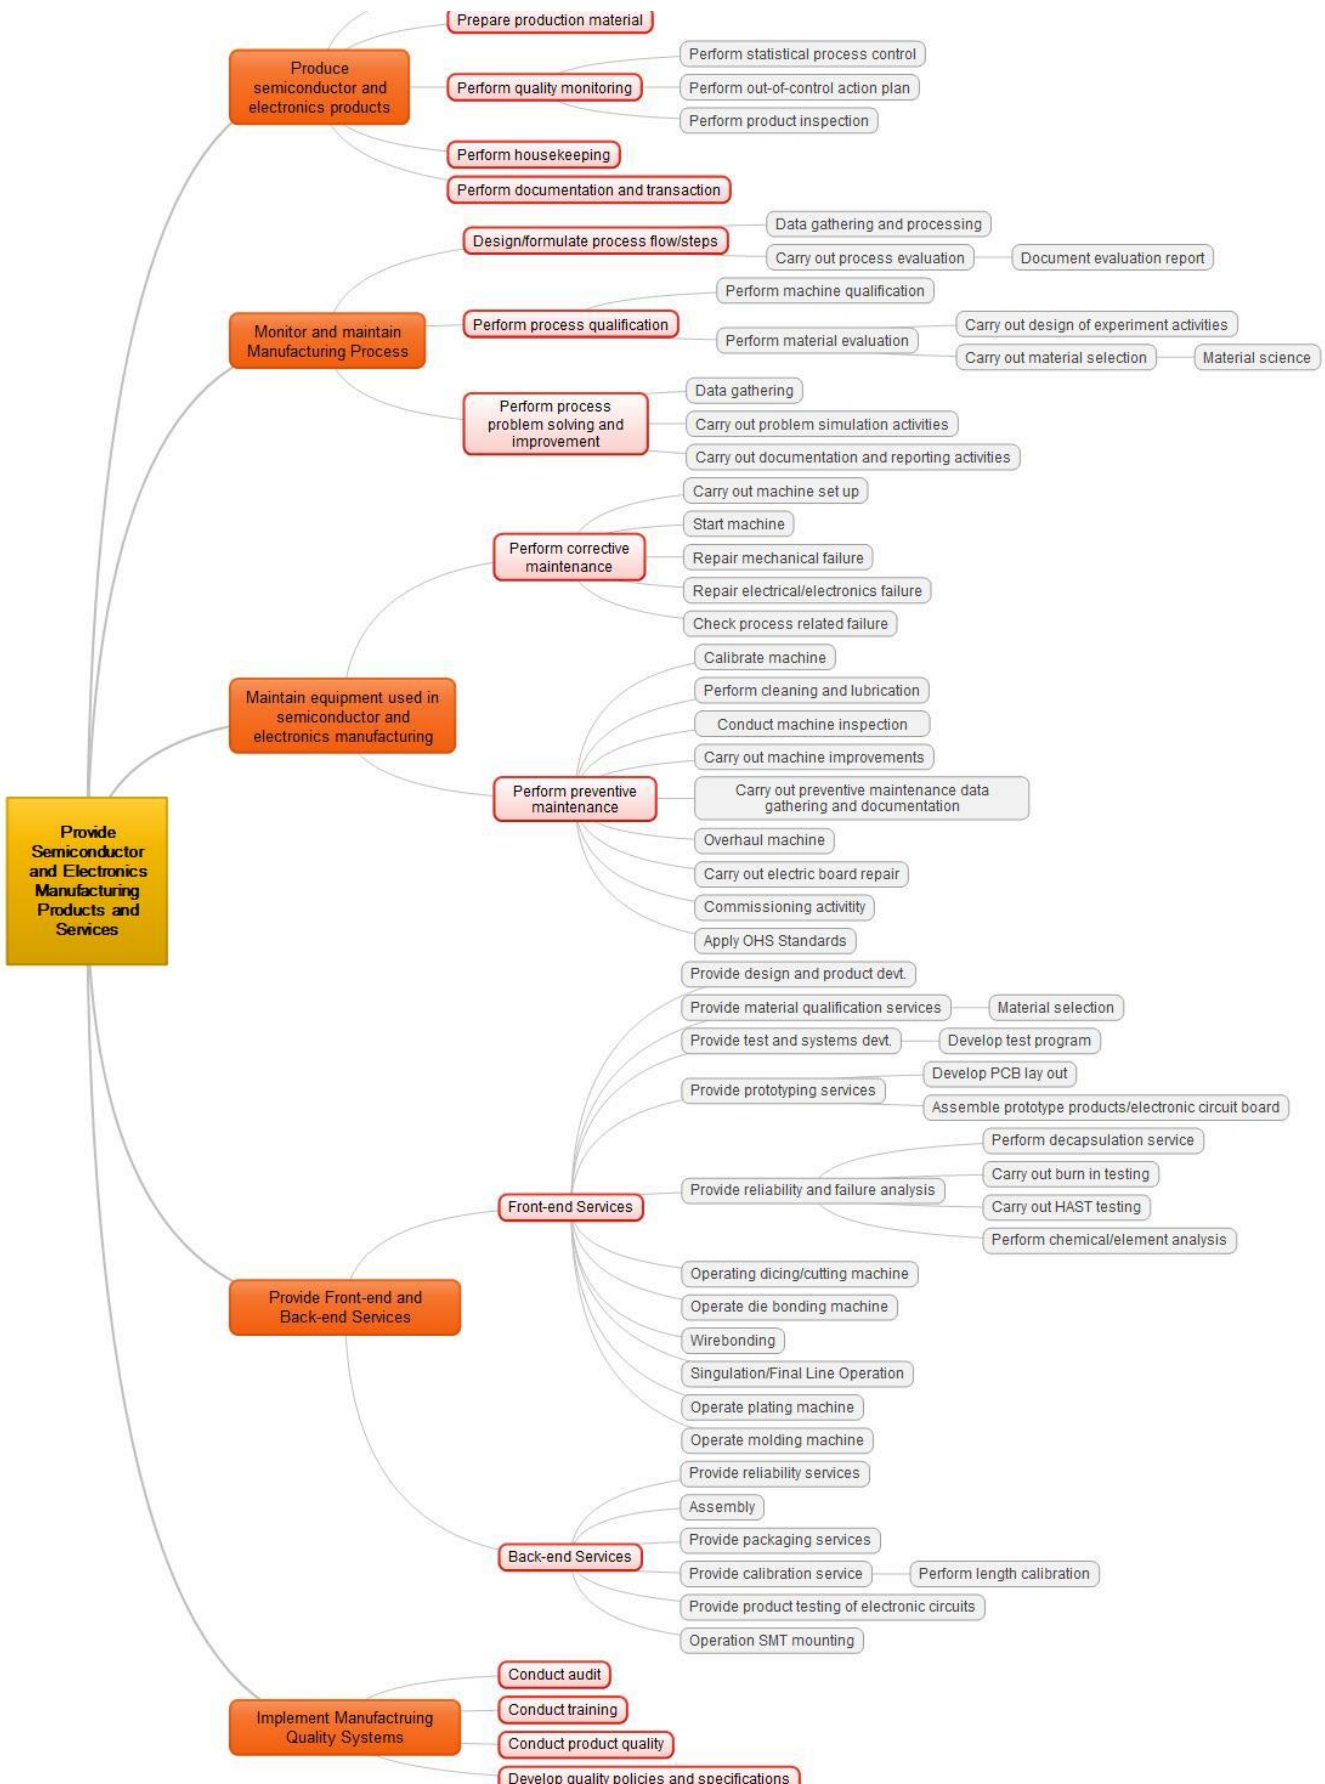 Prepare production material
Produce
semiconductor and
electronics products
Perform quality monitoring
Perform statistical process control
Perform out-of-control action plan
Perform product inspection
Perform housekeeping
Perform documentation and transaction
Monitor and maintain
Manufacturing Process
Design/formulate process flow/steps
Data gathering and processing
Carry out process evaluation
Document evaluation report
Perform process qualification
Perform machine qualification
Perform material evaluation
Carry out design of experiment activities
Carry out material selection
Material science
Perform process
problem solving and
improvement
Data gathering
Carry out problem simulation activities
Carry out documentation and reporting activities
Maintain equipment used in
semiconductor and
electronics manufacturing
Perform corrective
maintenance
Carry out machine set up
Start machine
Repair mechanical failure
Repair electrical/electronics failure
Check process related failure
Perform preventive
maintenance
Calibrate machine
Perform cleaning and lubrication
Conduct machine inspection
Carry out machine improvements
Carry out preventive maintenance data
gathering and documentation
Overhaul machine
Carry out electric board repair
Commissioning activitity
Apply OHS Standards
Provide
Semiconductor
and Electronics
Manufacturing
Products and
Services
Provide Front-end and
Back-end Services
Front-end Services
Provide design and product devt.
Provide material qualification services
Material selection
Provide test and systems devt.
Develop test program
Provide prototyping services
Develop PCB lay out
Assemble prototype products/electronic circuit board
Provide reliability and failure analysis
Perform decapsulation service
Carry out burn in testing
Carry out HAST testing
Perform chemical/element analysis
Operating dicing/cutting machine
Operate die bonding machine
Wirebonding
Singulation/Final Line Operation
Operate plating machine
Operate molding machine
Back-end Services
Provide reliability services
Assembly
Provide packaging services
Provide calibration service
Perform length calibration
Provide product testing of electronic circuits
Operation SMT mounting
Implement Manufactruing
Quality Systems
Conduct audit
Conduct training
Conduct product quality
Develop quality policies and specifications